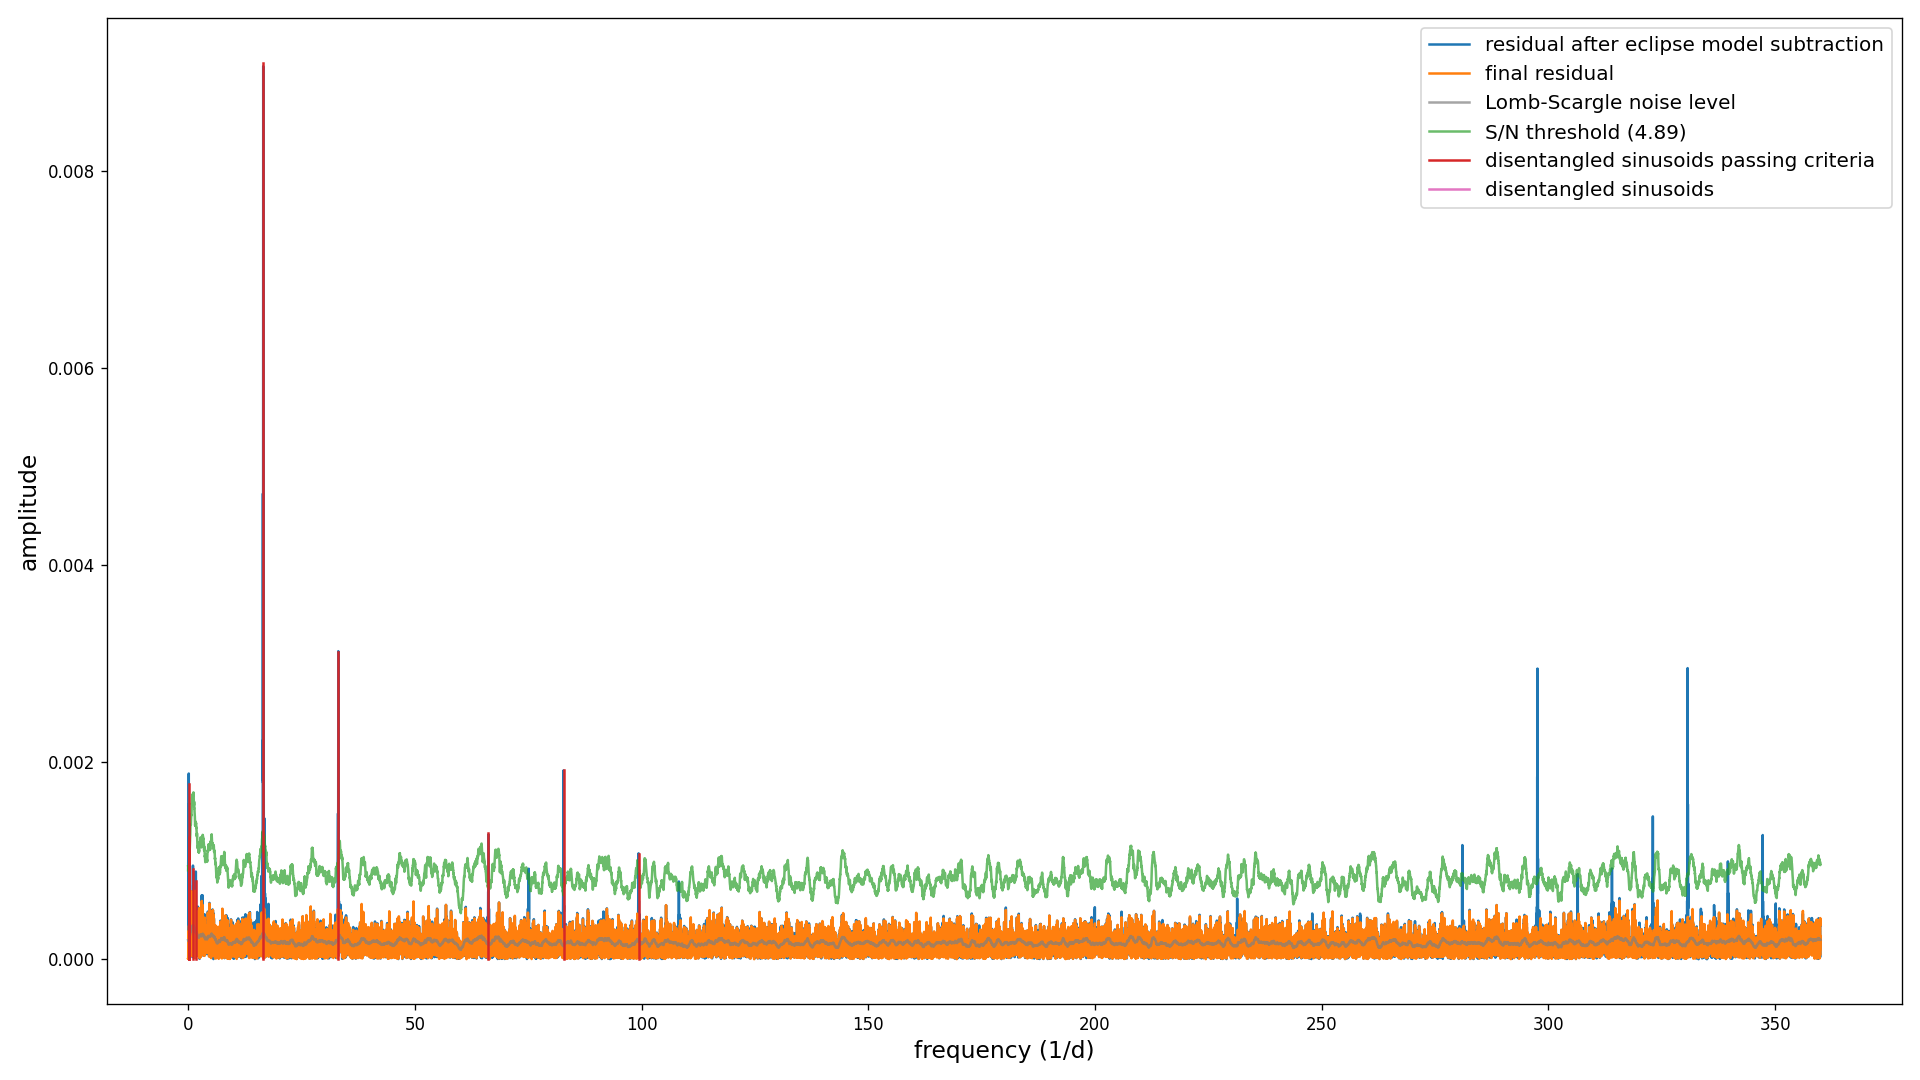 residual after eclipse model subtraction
final residual
Lomb-Scargle noise level
S/N threshold (4.89)
disentangled sinusoids passing criteria
disentangled sinusoids
amplitude
0.008
0.006
0.004
0.002
0.000
0 50 100 150 200 250 300 350
frequency (1/d)